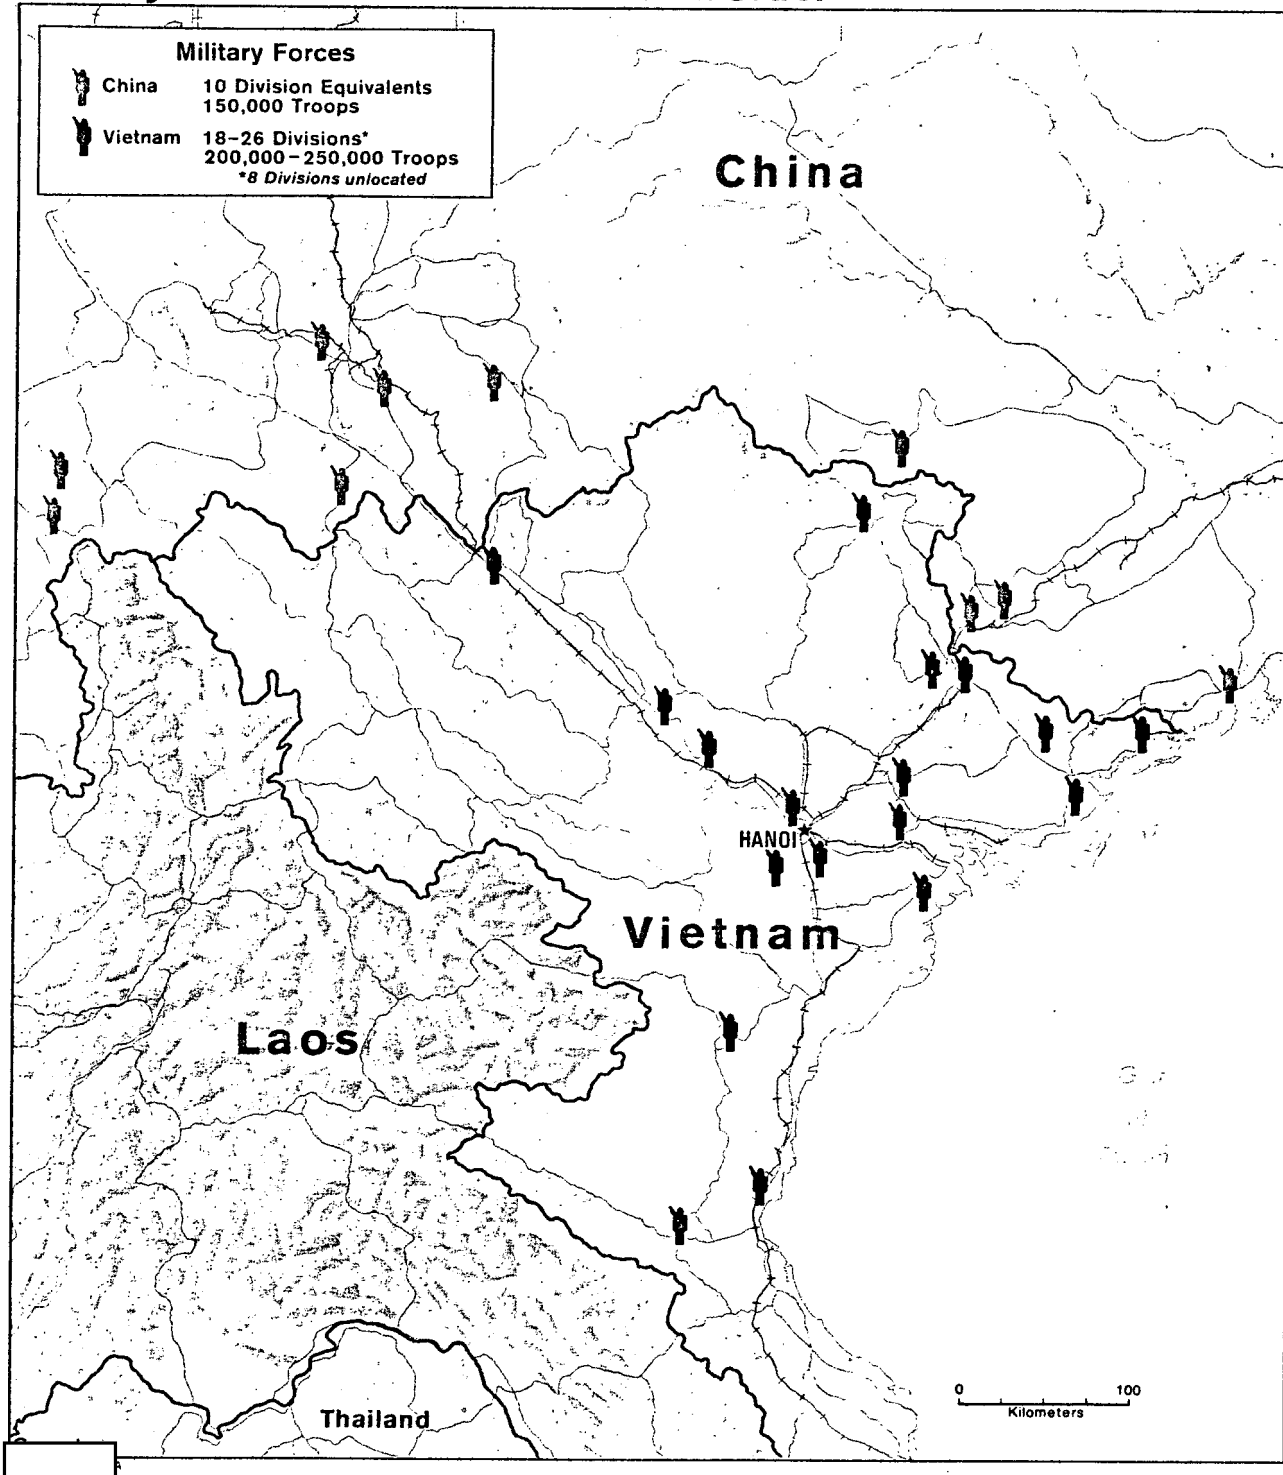 Military Forces
China 10 Division Equivalents
150,000 Troops
Vietnam 18-26 Divisions*
200,000-250,000 Troops
*8 Divisions unlocated
China
HANOI
Vietnam
Laos
0 100
Kilometers
Thailand